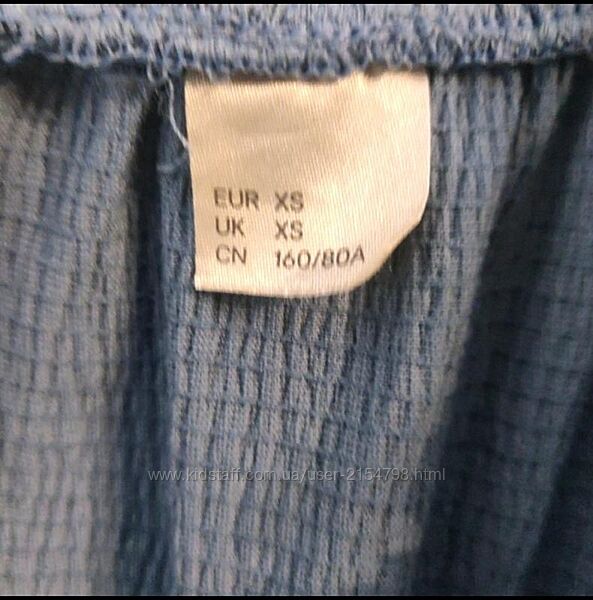 EUR XS
UK XS
CN 160/80A
www.kidstaff.com.ua/user-2154798.html